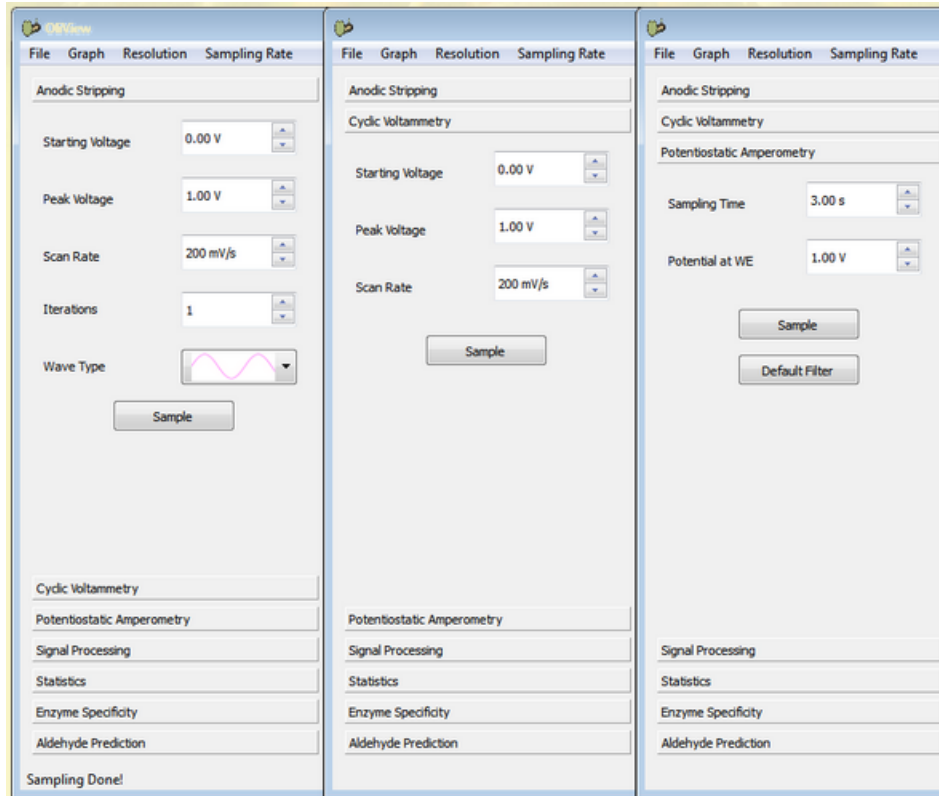 OliView
File Graph Resolution Sampling Rate
Anodic Stripping
Starting Voltage 0.00 V
Peak Voltage 1.00 V
Scan Rate 200 mV/s
Iterations 1
Wave Type
Sample
Cyclic Voltammetry
Potentiostatic Amperometry
Signal Processing
Statistics
Enzyme Specificity
Aldehyde Prediction
Sampling Done!
File Graph Resolution Sampling Rate
Anodic Stripping
Cyclic Voltammetry
Starting Voltage 0.00 V
Peak Voltage 1.00 V
Scan Rate 200 mV/s
Sample
Potentiostatic Amperometry
Signal Processing
Statistics
Enzyme Specificity
Aldehyde Prediction
File Graph Resolution Sampling Rate
Anodic Stripping
Cyclic Voltammetry
Potentiostatic Amperometry
Sampling Time 3.00 s
Potential at WE 1.00 V
Sample
Default Filter
Signal Processing
Statistics
Enzyme Specificity
Aldehyde Prediction